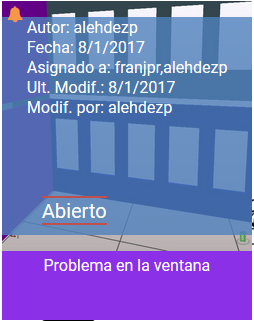 Autor: alehdezp
Fecha: 8/1/2017
Asignado a: franjpr,alehdezp
Ult. Modif.: 8/1/2017
Modif. por: alehdezp
Abierto
Problema en la ventana